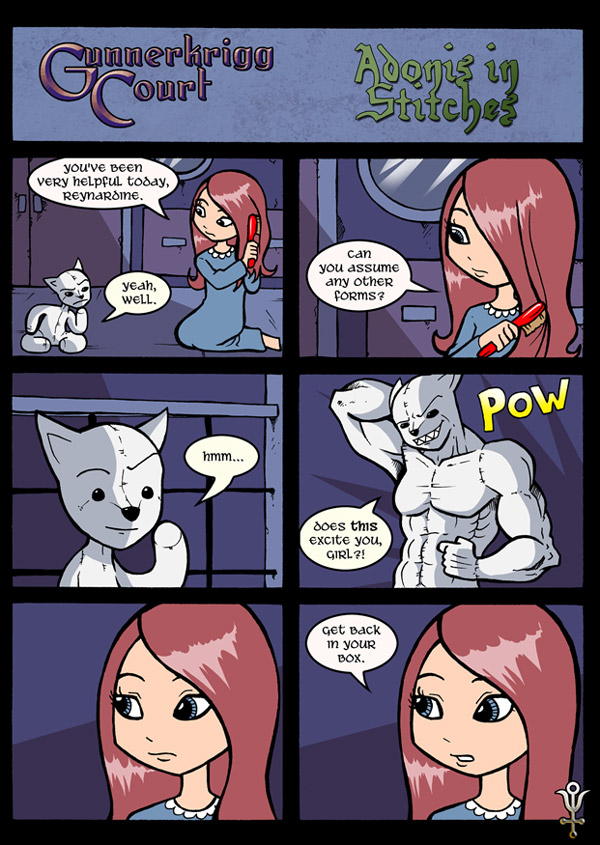 Gunnerkrigg
Court
Adonis in
Stitches
You've been
very helpful today,
Reynardine.
Yeah,
well.
Can
you assume
any other
forms?
Hmm...
POW
Does this
excite you,
girl?!
Get back
in your
box.